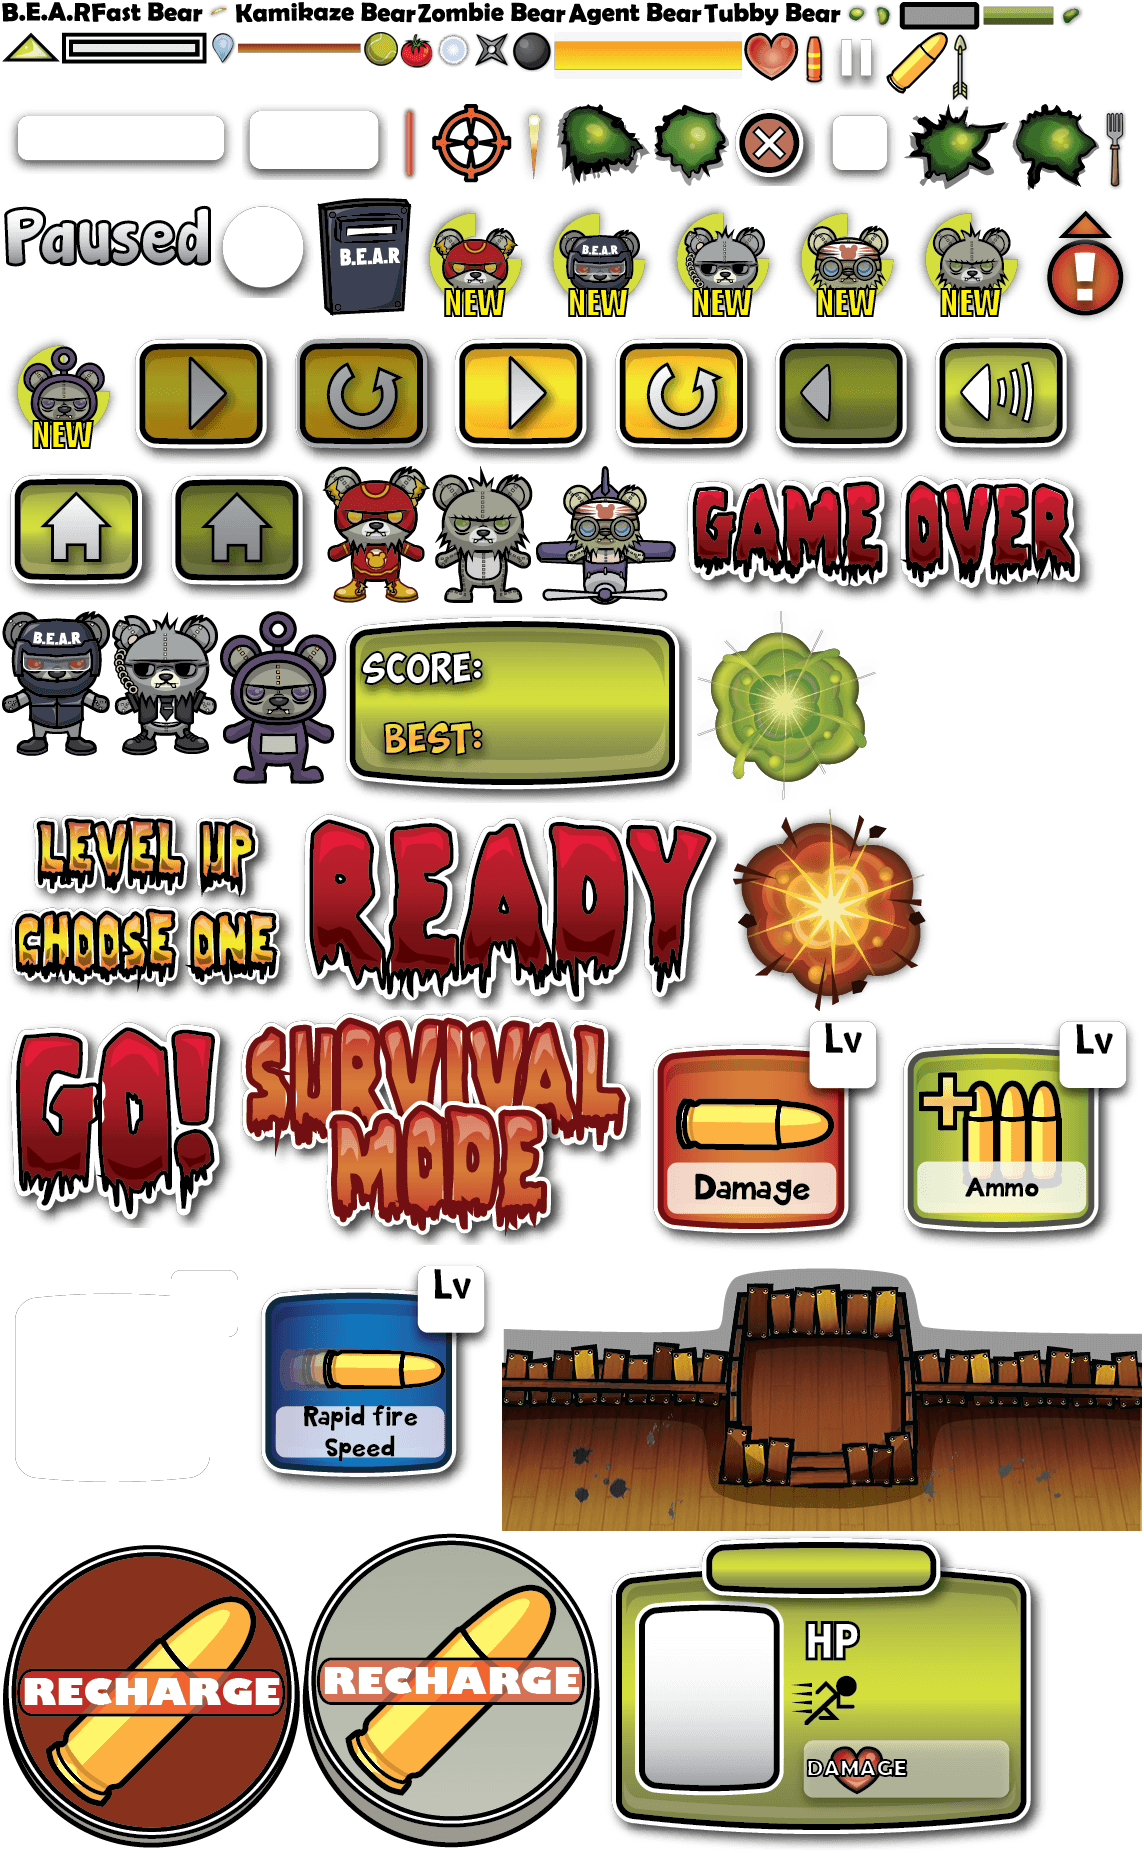 B.E.A.R
Fast Bear
Kamikaze Bear
Zombie Bear
Agent Bear
Tubby Bear
Paused
B.E.A.R
NEW
B.E.A.R
NEW
NEW
NEW
NEW
!
NEW
GAME OVER
B.E.A.R
SCORE:
BEST:
LEVEL UP
CHOOSE ONE
READY
GO!
SURVIVAL
MODE
Lv
Damage
Lv
Ammo
Lv
Rapid fire
Speed
RECHARGE
RECHARGE
HP
DAMAGE